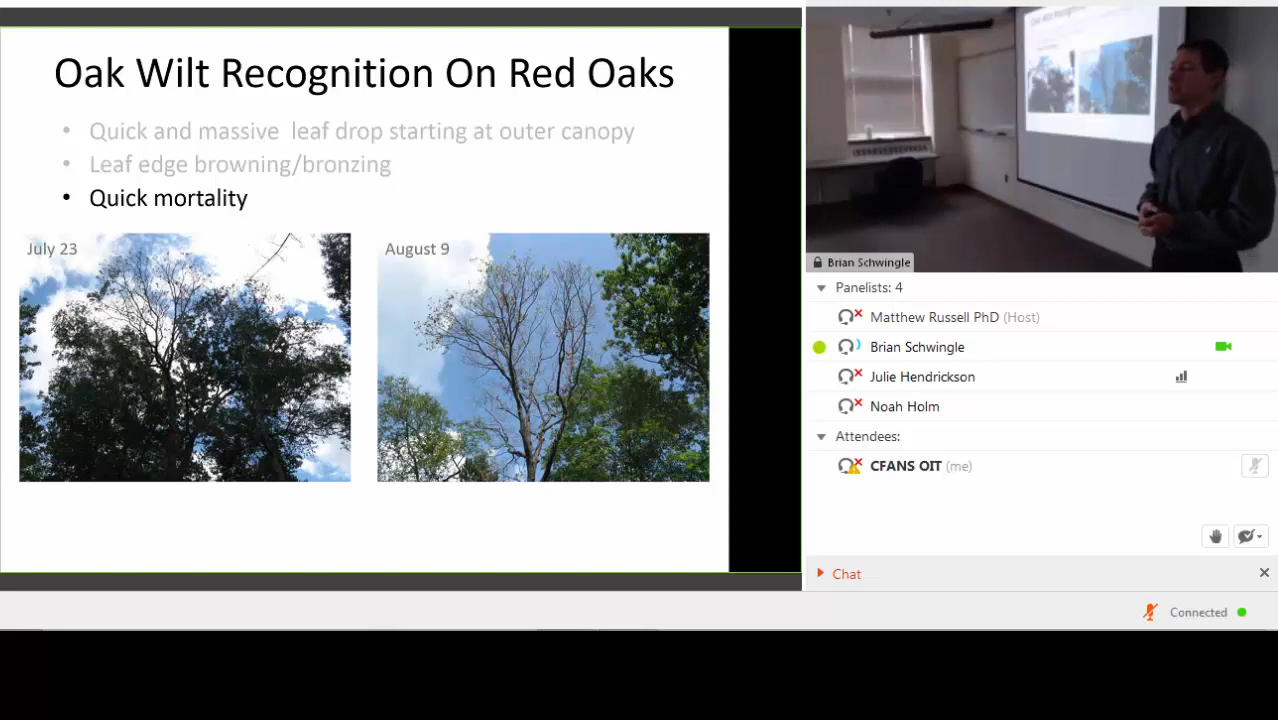 Oak Wilt Recognition On Red Oaks
• Quick and massive leaf drop starting at outer canopy
• Leaf edge browning/bronzing
• Quick mortality
July 23
August 9
Brian Schwingle
Panelists: 4
Matthew Russell PhD (Host)
Brian Schwingle
Julie Hendrickson
Noah Holm
Attendees:
CFANS OIT (me)
Chat
Connected